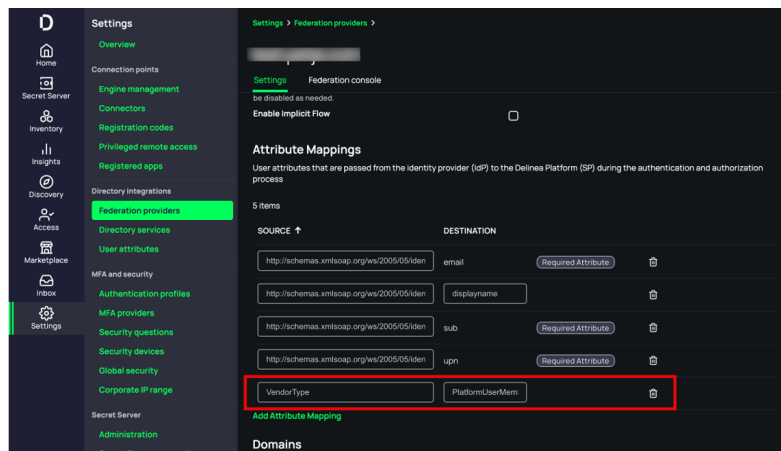 D
Home
Secret Server
Inventory
Insights
Discovery
Access
Marketplace
Inbox
Settings
Settings
Overview
Connection points
Engine management
Connectors
Registration codes
Privileged remote access
Registered apps
Directory integrations
Federation providers
Directory services
User attributes
MFA and security
Authentication profiles
MFA providers
Security questions
Security devices
Global security
Corporate IP range
Secret Server
Administration
Settings > Federation providers >
Settings Federation console
be disabled as needed.
Enable Implicit Flow
Attribute Mappings
User attributes that are passed from the identity provider (IdP) to the Delinea Platform (SP) during the authentication and authorization
process
5 items
SOURCE ↑ DESTINATION
http://schemas.xmlsoap.org/ws/2005/05/iden email Required Attribute
http://schemas.xmlsoap.org/ws/2005/05/iden displayname
http://schemas.xmlsoap.org/ws/2005/05/iden sub Required Attribute
http://schemas.xmlsoap.org/ws/2005/05/iden upn Required Attribute
VendorType PlatformUserMem
Add Attribute Mapping
Domains